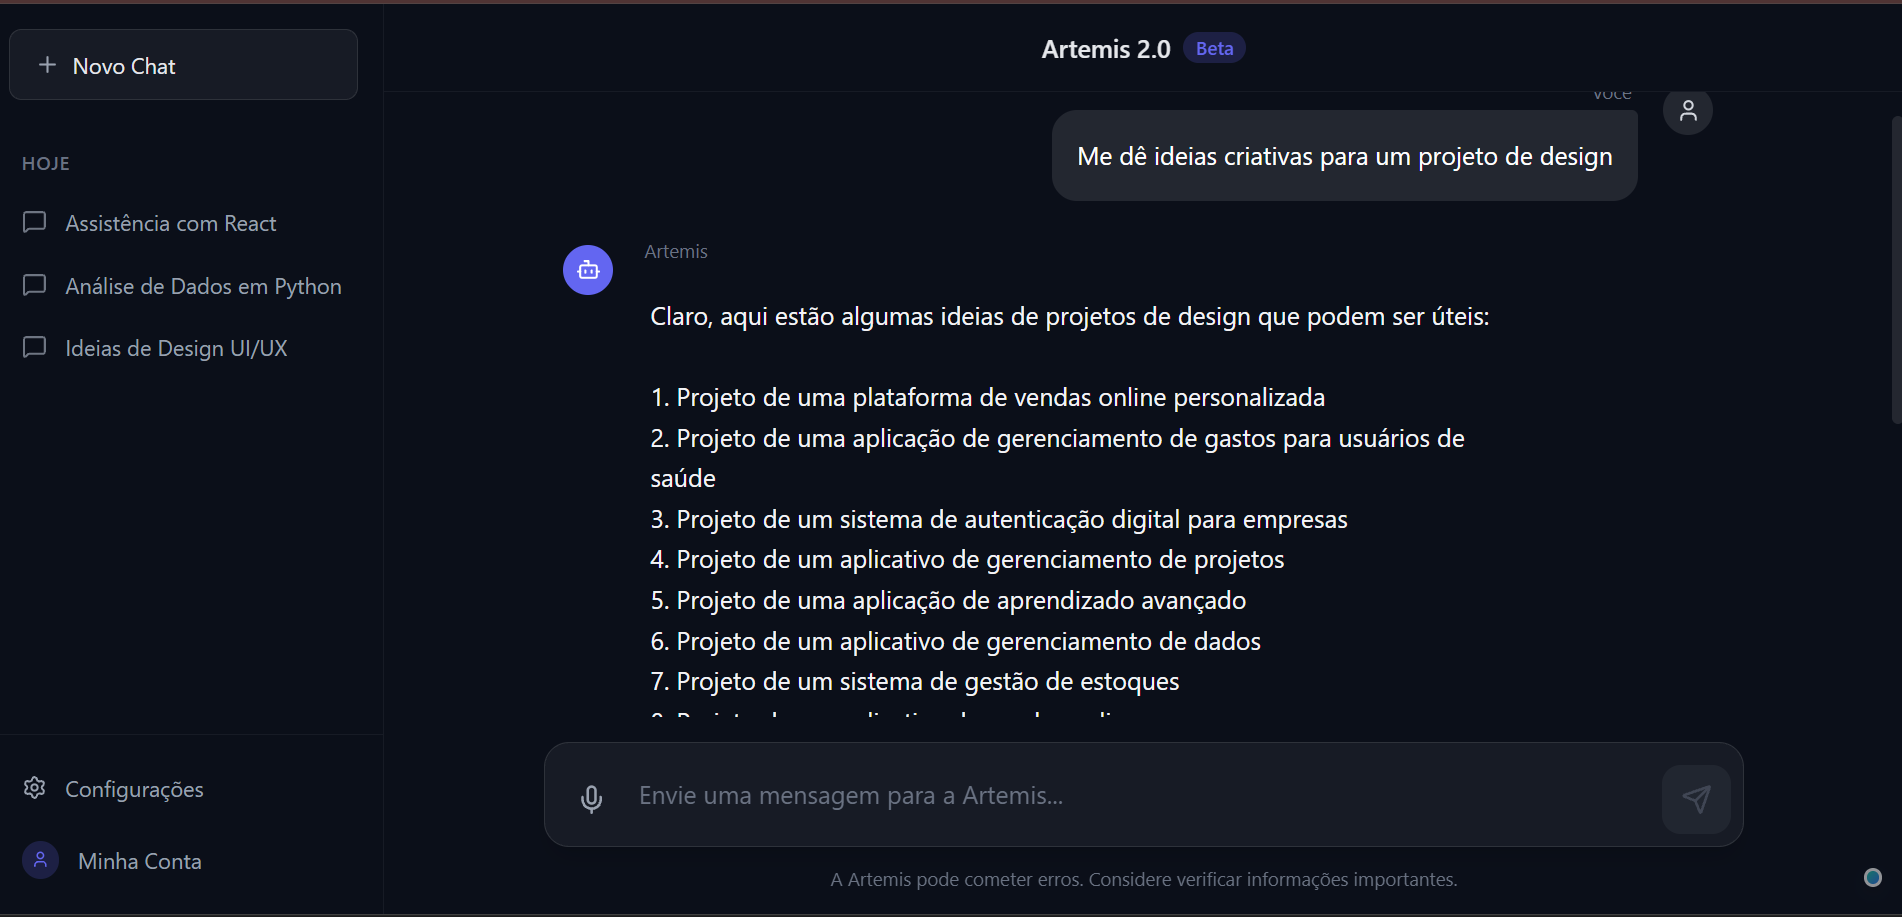 Novo Chat
HOJE
Assistência com React
Análise de Dados em Python
Ideias de Design UI/UX
Configurações
Minha Conta
Artemis 2.0
Beta
Você
Me dê ideias criativas para um projeto de design
Artemis
Claro, aqui estão algumas ideias de projetos de design que podem ser úteis:
1. Projeto de uma plataforma de vendas online personalizada
2. Projeto de uma aplicação de gerenciamento de gastos para usuários de
saúde
3. Projeto de um sistema de autenticação digital para empresas
4. Projeto de um aplicativo de gerenciamento de projetos
5. Projeto de uma aplicação de aprendizado avançado
6. Projeto de um aplicativo de gerenciamento de dados
7. Projeto de um sistema de gestão de estoques
Envie uma mensagem para a Artemis...
A Artemis pode cometer erros. Considere verificar informações importantes.